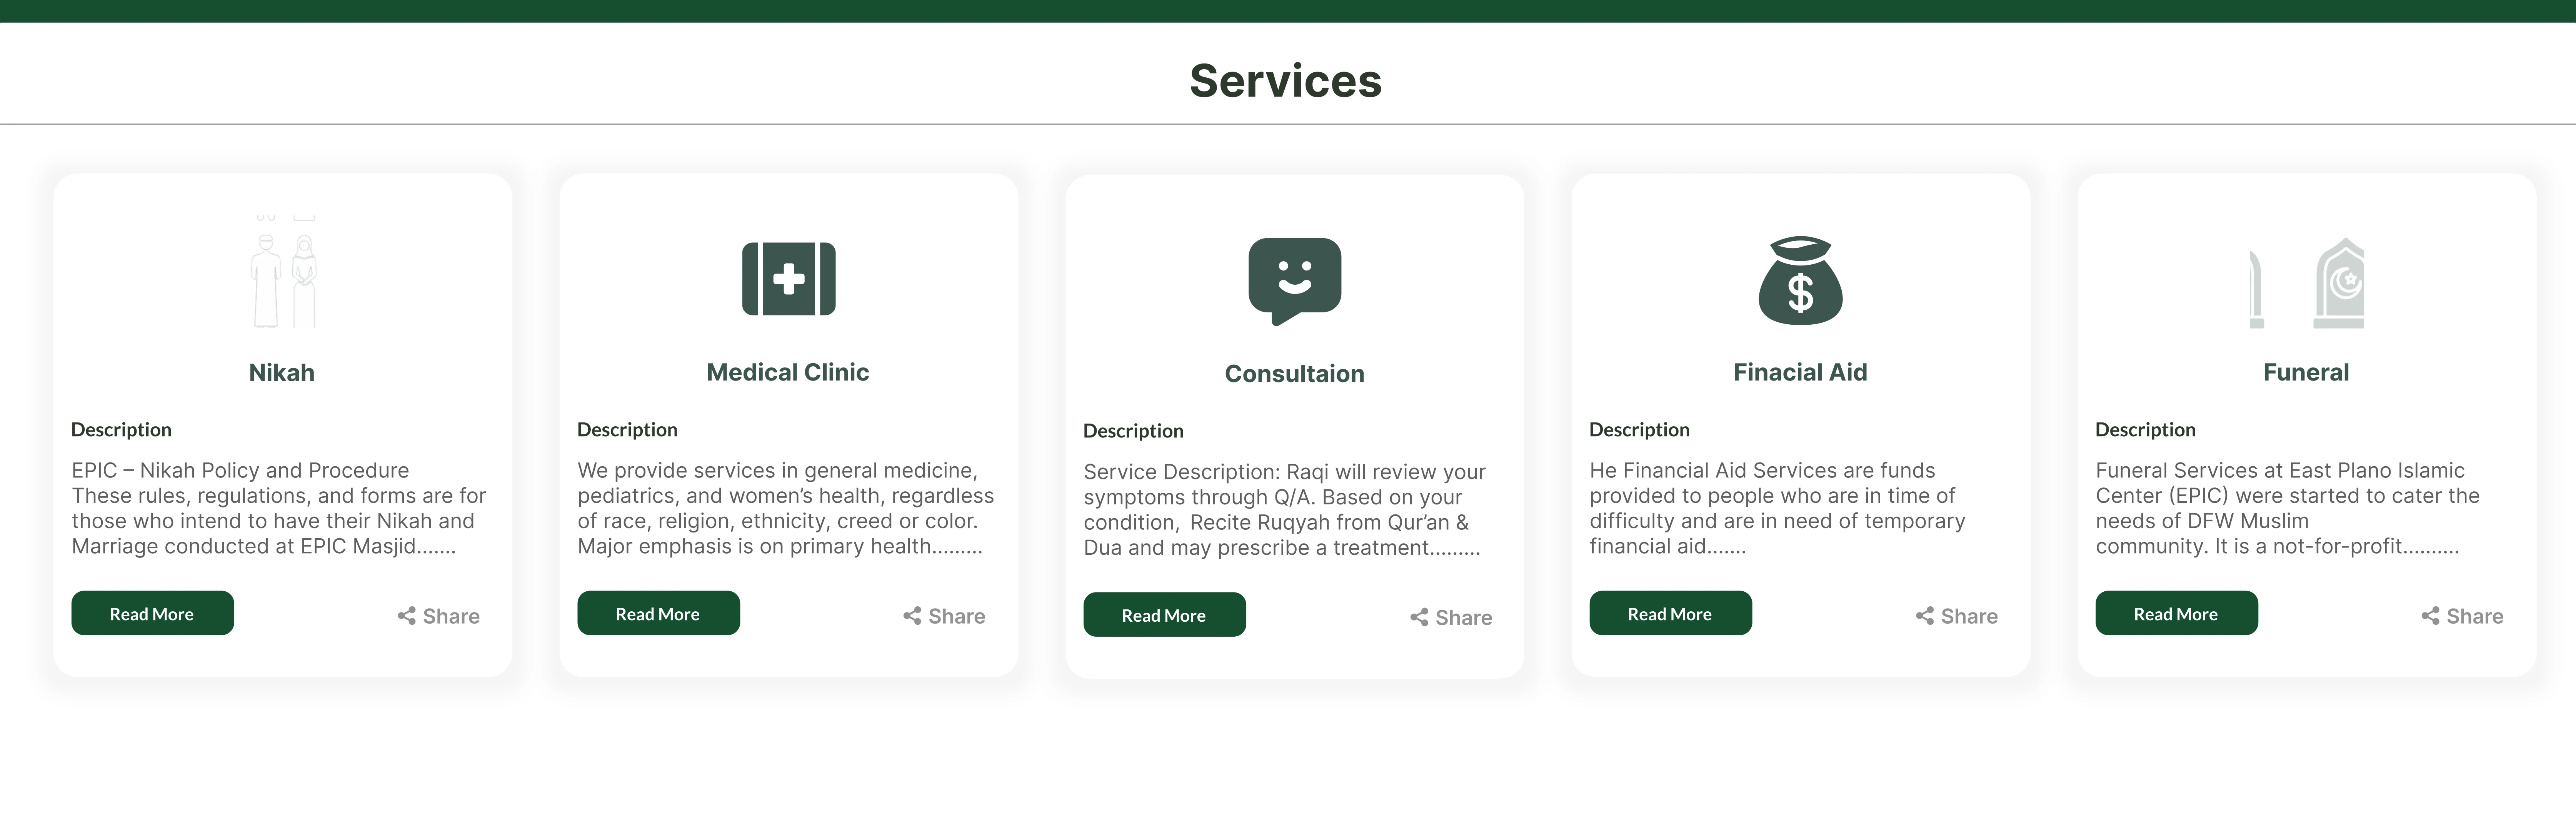 Services
Nikah
Description
EPIC – Nikah Policy and Procedure
These rules, regulations, and forms are for
those who intend to have their Nikah and
Marriage conducted at EPIC Masjid.......
Read More
Share
Medical Clinic
Description
We provide services in general medicine,
pediatrics, and women’s health, regardless
of race, religion, ethnicity, creed or color.
Major emphasis is on primary health.........
Read More
Share
Consultaion
Description
Service Description: Raqi will review your
symptoms through Q/A. Based on your
condition, Recite Ruqyah from Qur’an &
Dua and may prescribe a treatment.........
Read More
Share
Finacial Aid
Description
He Financial Aid Services are funds
provided to people who are in time of
difficulty and are in need of temporary
financial aid.......
Read More
Share
Funeral
Description
Funeral Services at East Plano Islamic
Center (EPIC) were started to cater the
needs of DFW Muslim
community. It is a not-for-profit..........
Read More
Share